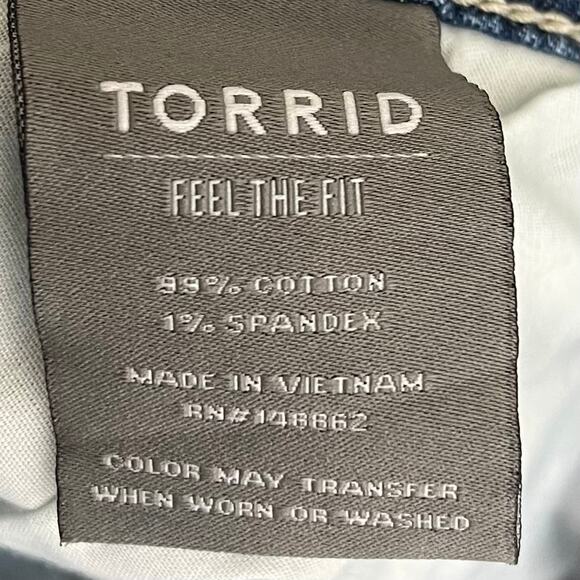 TORRID
FEEL THE FIT
99% COTTON
1% SPANDEX
MADE IN VIETNAM
RN#148662
COLOR MAY TRANSFER
WHEN WORN OR WASHED